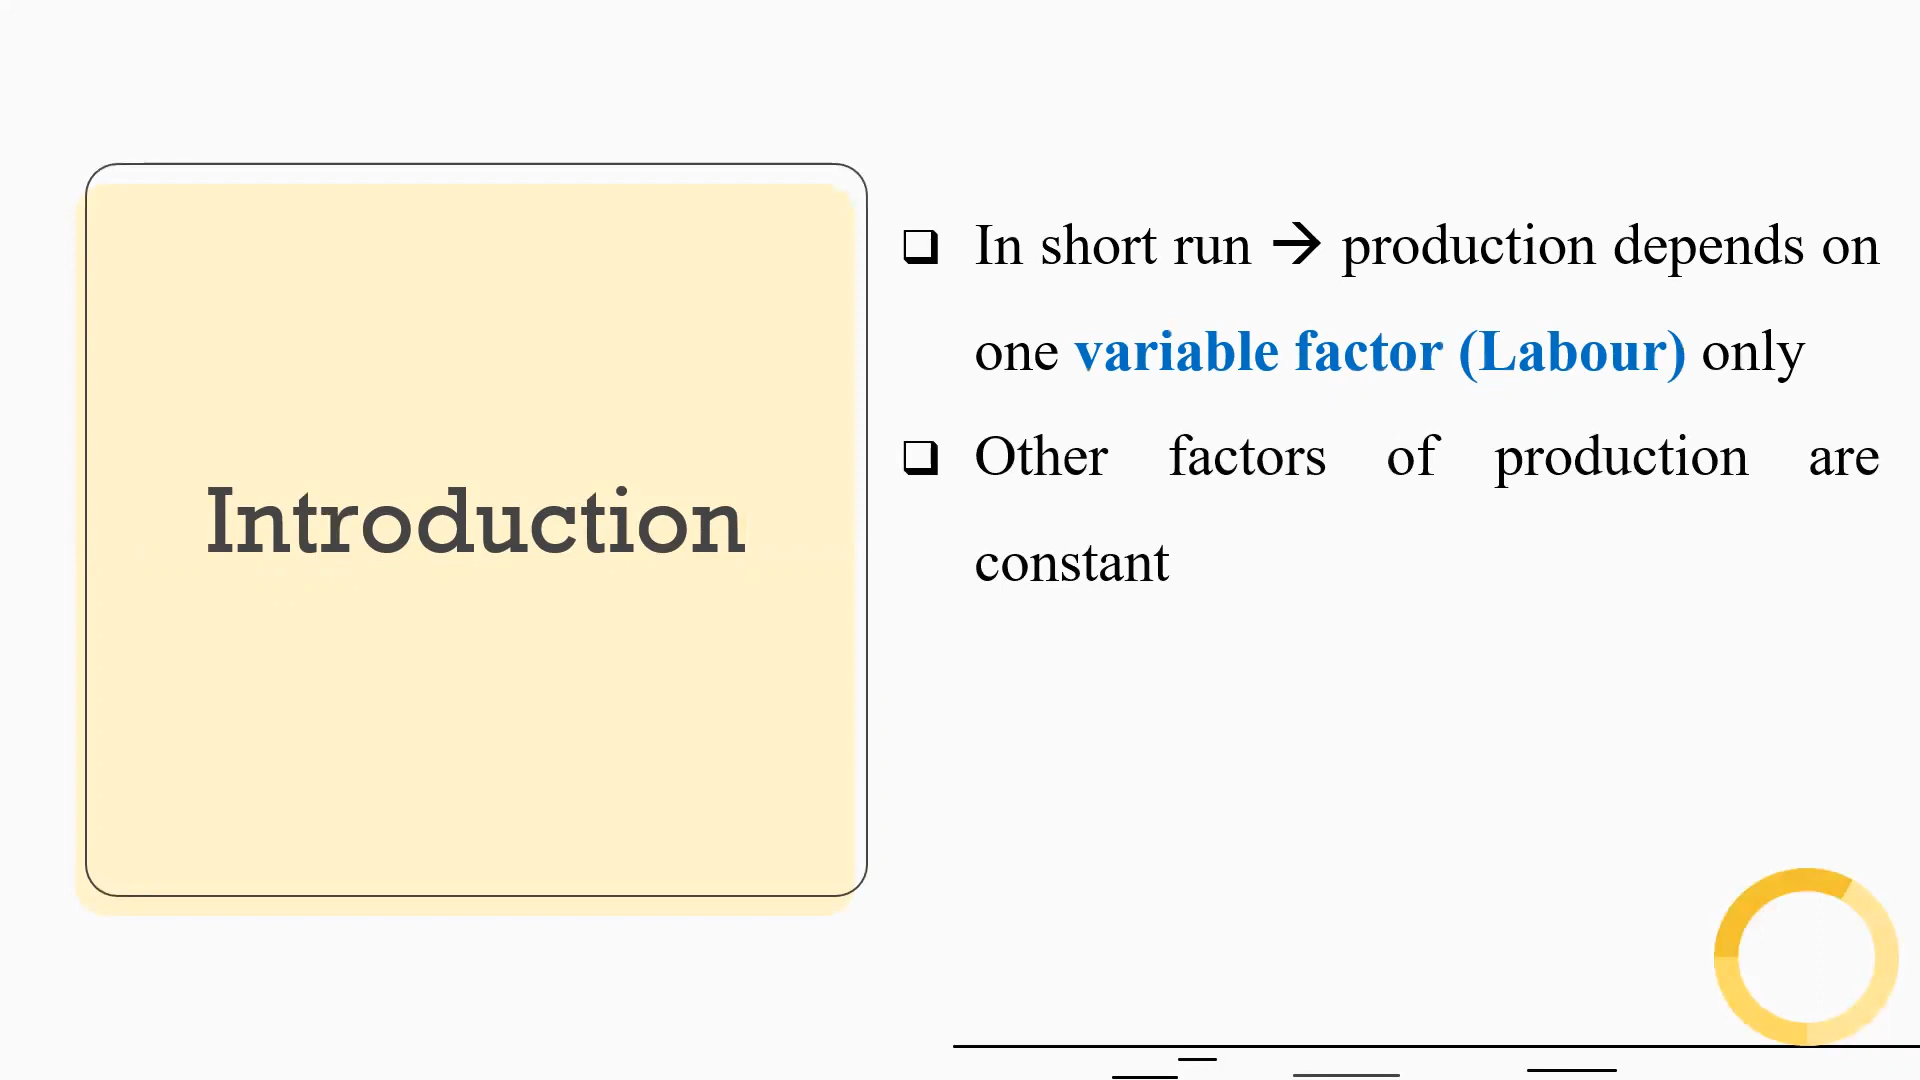 Introduction
❑ In short run → production depends on
one variable factor (Labour) only
❑ Other factors of production are
constant